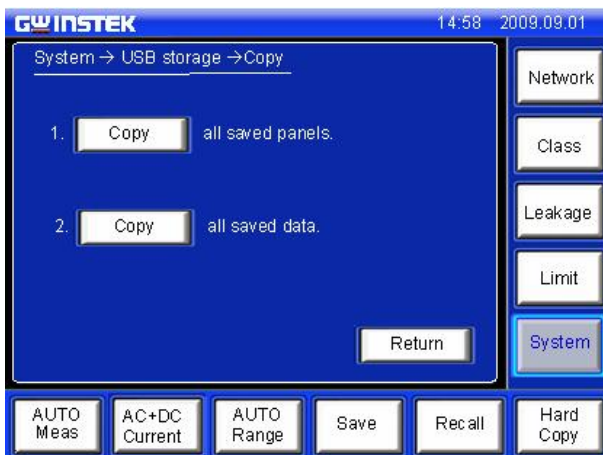 GWINSTEK 14:58 2009.09.01
System → USB storage →Copy
1. Copy all saved panels.
2. Copy all saved data.
Return
Network
Class
Leakage
Limit
System
AUTO Meas
AC+DC Current
AUTO Range
Save
Recall
Hard Copy